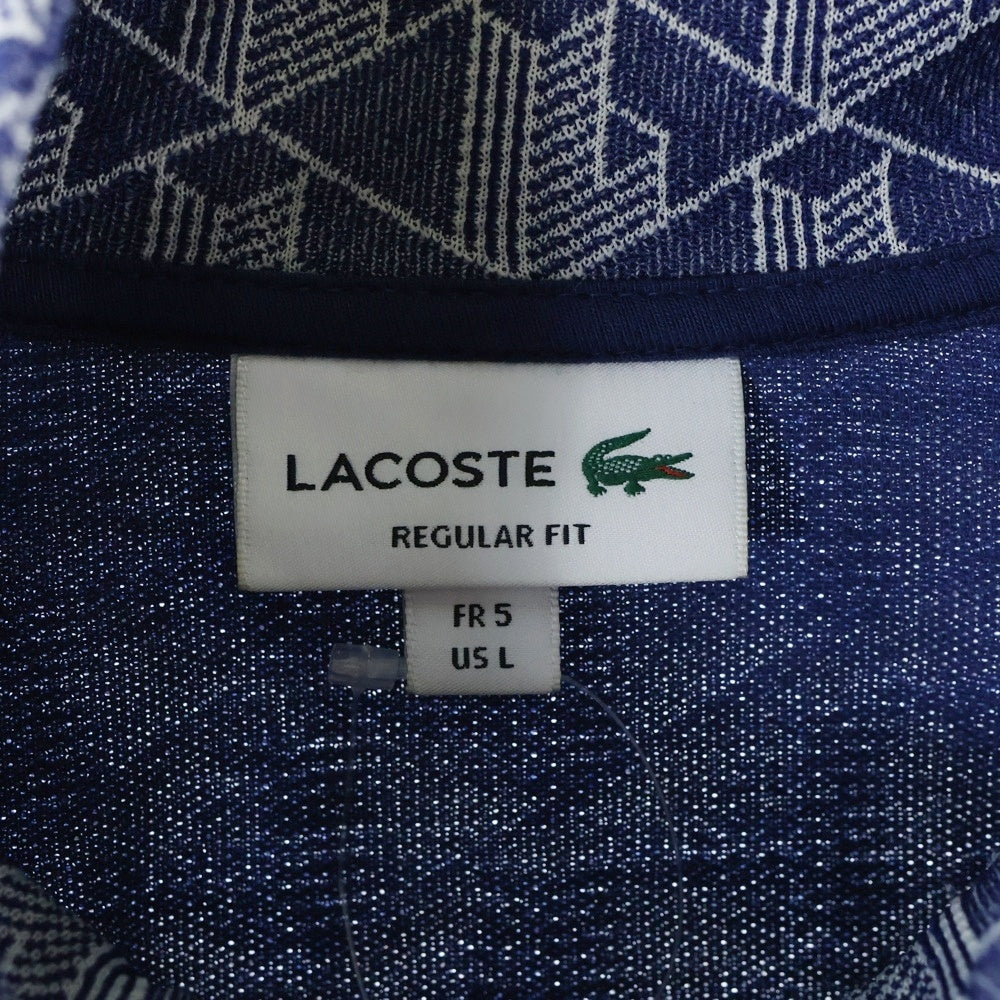 LACOSTE
REGULAR FIT
FR 5
US L